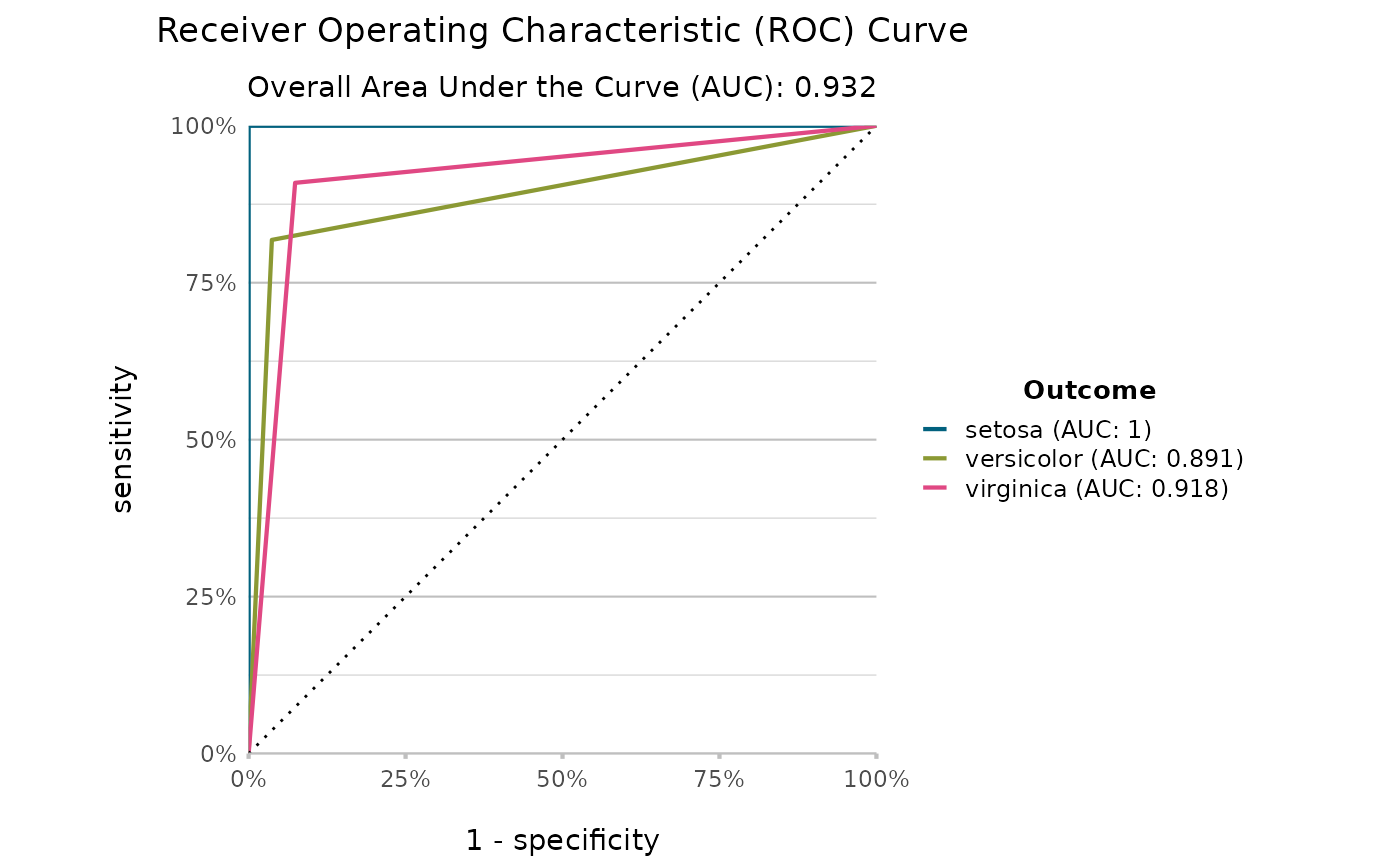 Receiver Operating Characteristic (ROC) Curve
Overall Area Under the Curve (AUC): 0.932
100%
75%
50%
25%
0%
sensitivity
0% 25% 50% 75% 100%
1 - specificity
Outcome
setosa (AUC: 1)
versicolor (AUC: 0.891)
virginica (AUC: 0.918)